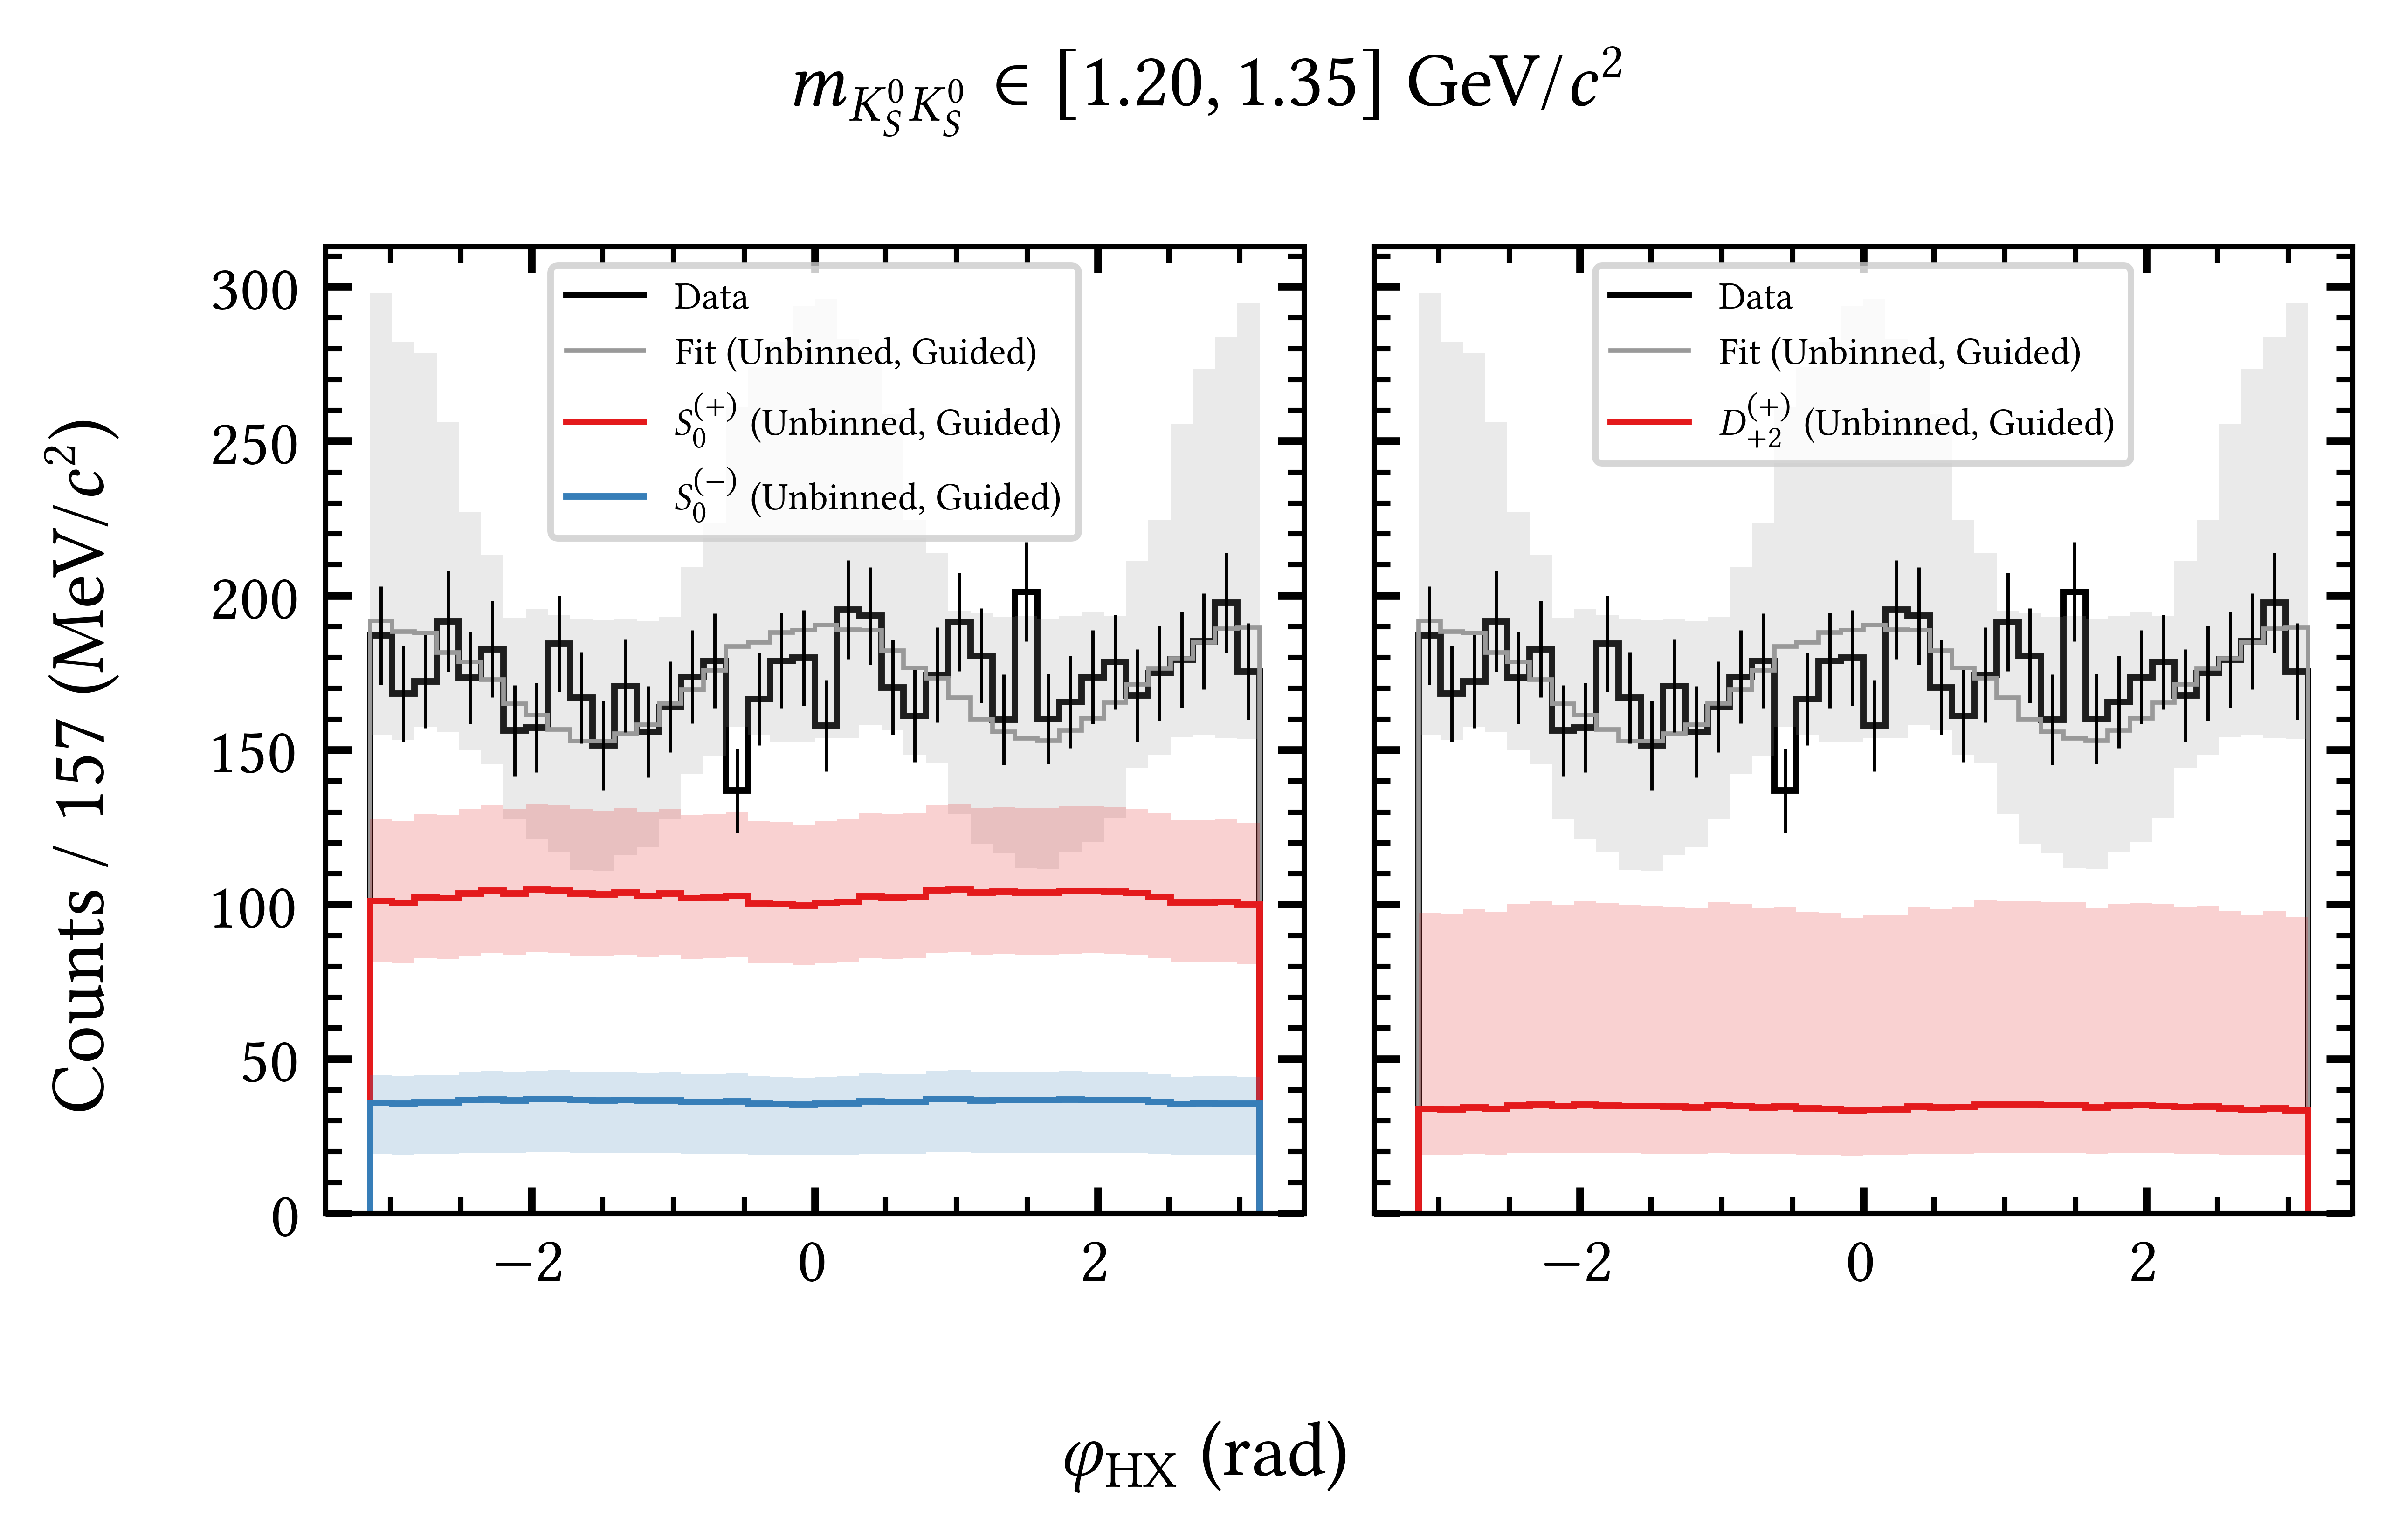 m_{K_S^0 K_S^0} ∈ [1.20, 1.35] GeV/c²
Counts / 157 (MeV/c²)
300
250
200
150
100
50
0
Data
Fit (Unbinned, Guided)
S_0^{(+)} (Unbinned, Guided)
S_0^{(−)} (Unbinned, Guided)
−2 0 2
Data
Fit (Unbinned, Guided)
D_{+2}^{(+)} (Unbinned, Guided)
−2 0 2
φ_{HX} (rad)